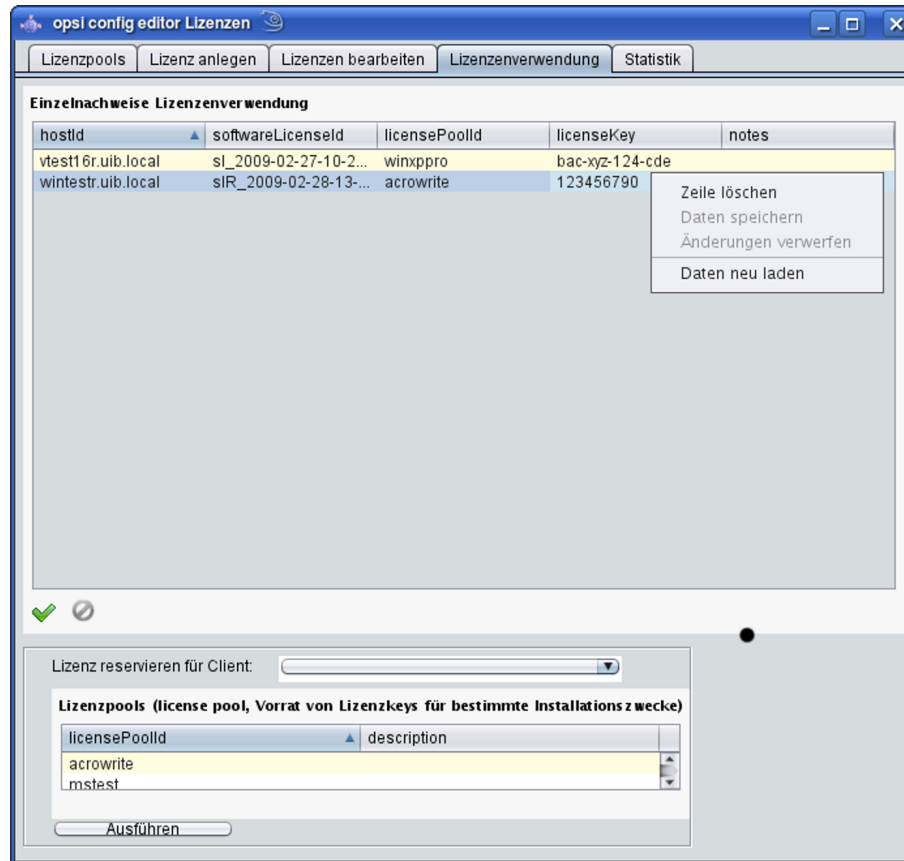 opsi config editor Lizenzen
Lizenzpools Lizenz anlegen Lizenzen bearbeiten Lizenzenverwendung Statistik
Einzelnachweise Lizenzenverwendung
hostId softwareLicenseId licensePoolId licenseKey notes
vtest16r.uib.local sl_2009-02-27-10-2... winxppro bac-xyz-124-cde
wintestr.uib.local slR_2009-02-28-13-... acrowrite 123456790
Zeile löschen
Daten speichern
Änderungen verwerfen
Daten neu laden
Lizenz reservieren für Client:
Lizenzpools (license pool, Vorrat von Lizenzkeys für bestimmte Installationszwecke)
licensePoolId description
acrowrite
mstest
Ausführen